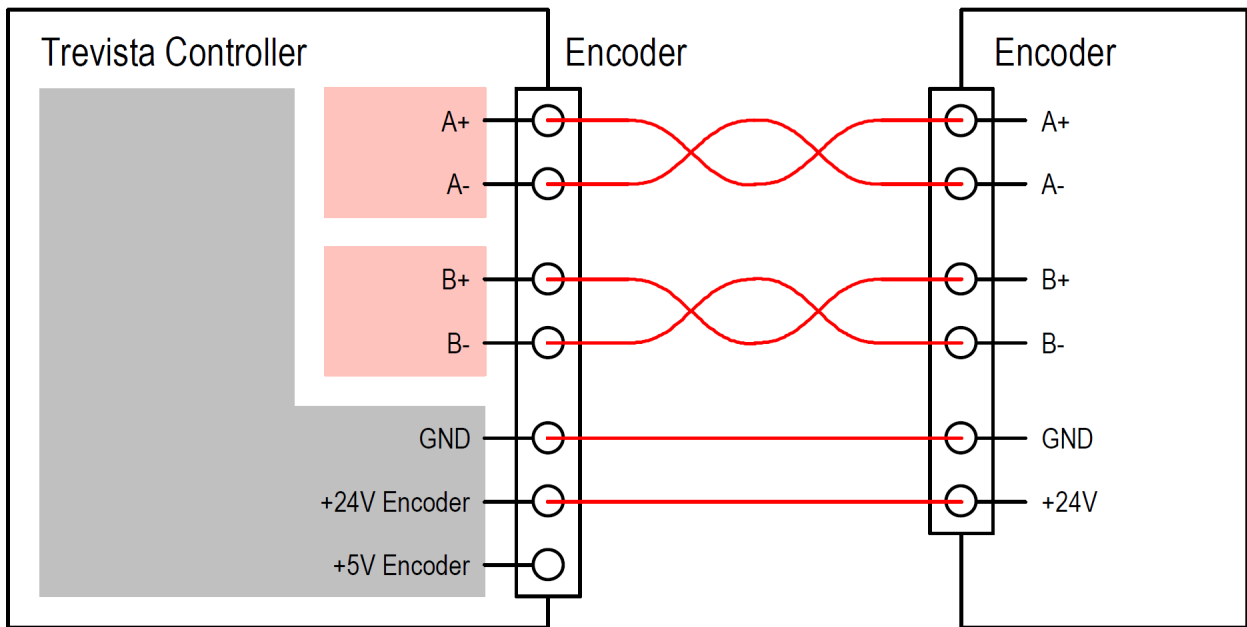 Trevista Controller
Encoder
Encoder
A+
A+
A-
A-
B+
B+
B-
B-
GND
GND
+24V Encoder
+24V
+5V Encoder